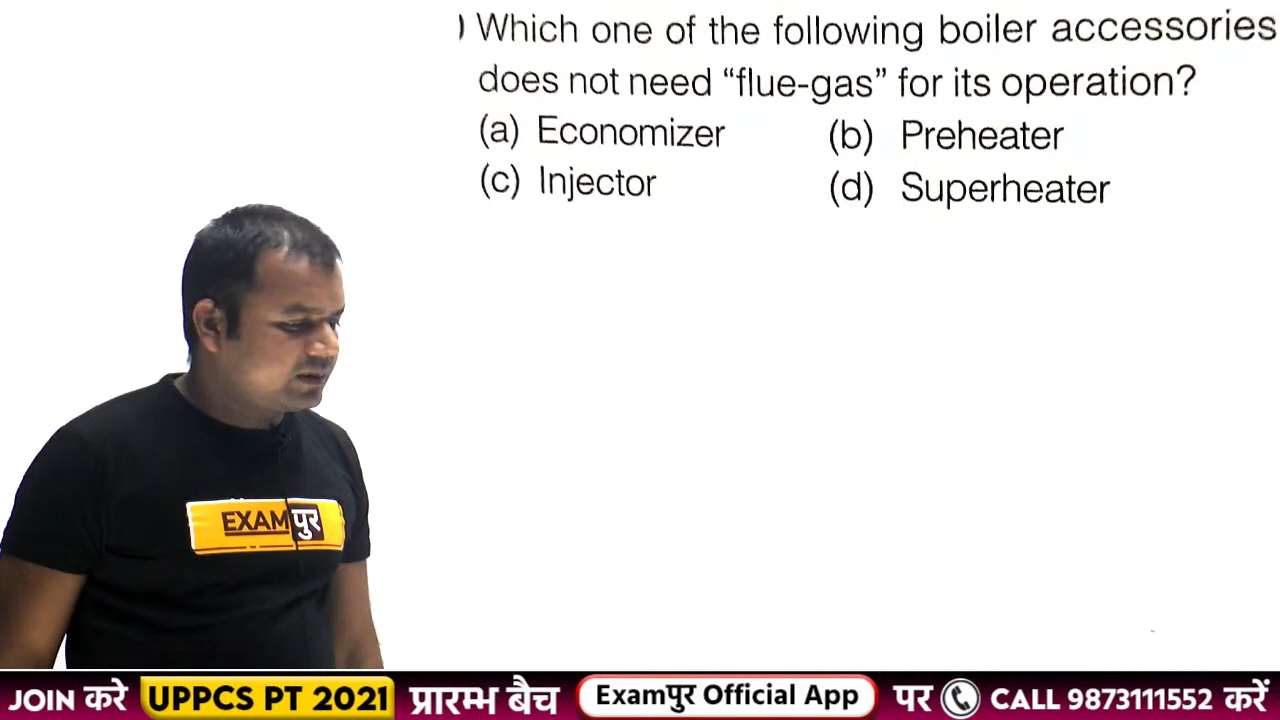 ) Which one of the following boiler accessories
does not need “flue-gas” for its operation?
(a) Economizer (b) Preheater
(c) Injector (d) Superheater
EXAMपुर
JOIN करे UPPCS PT 2021 प्रारम्भ बैच Examपुर Official App पर CALL 9873111552 करें